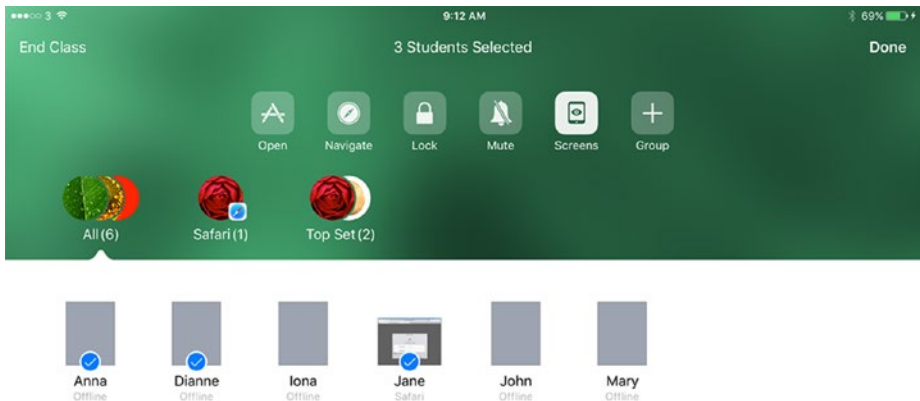 3 9:12 AM 69%
End Class 3 Students Selected Done
Open Navigate Lock Mute Screens Group
All (6) Safari (1) Top Set (2)
Anna Dianne Iona Jane John Mary
Offline Offline Offline Safari Offline Offline